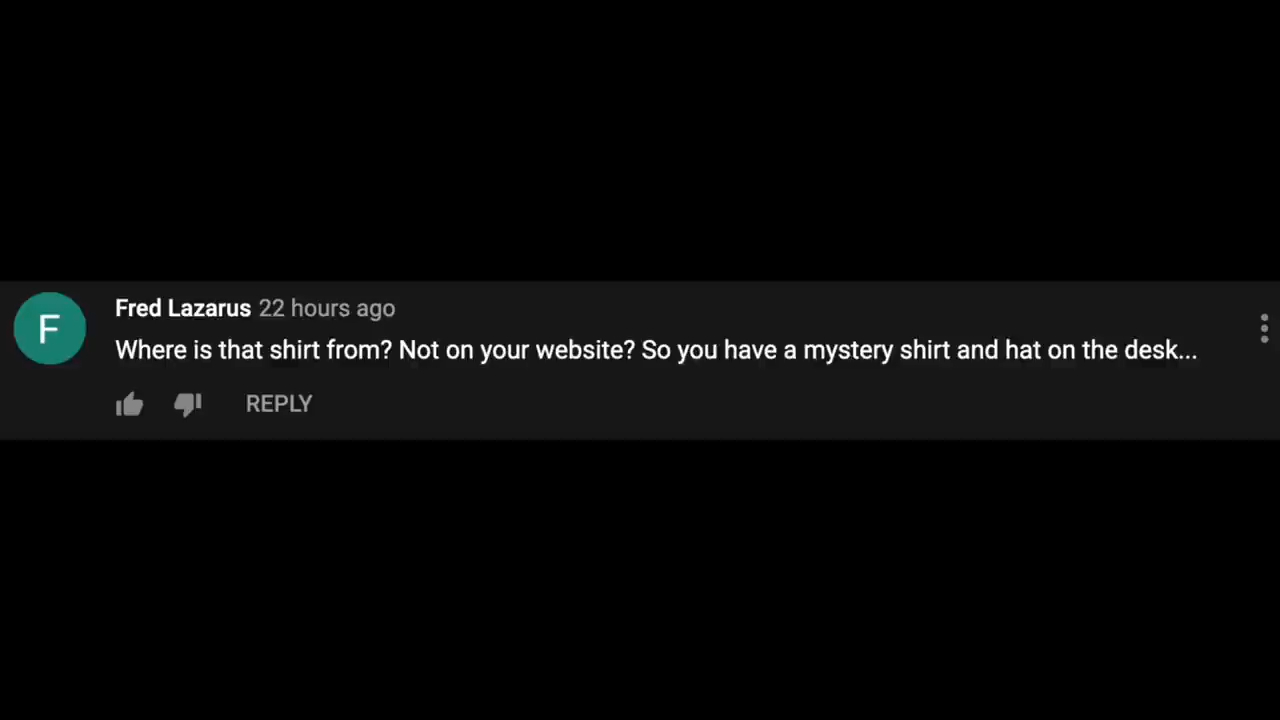 F
Fred Lazarus 22 hours ago
Where is that shirt from? Not on your website? So you have a mystery shirt and hat on the desk...
REPLY